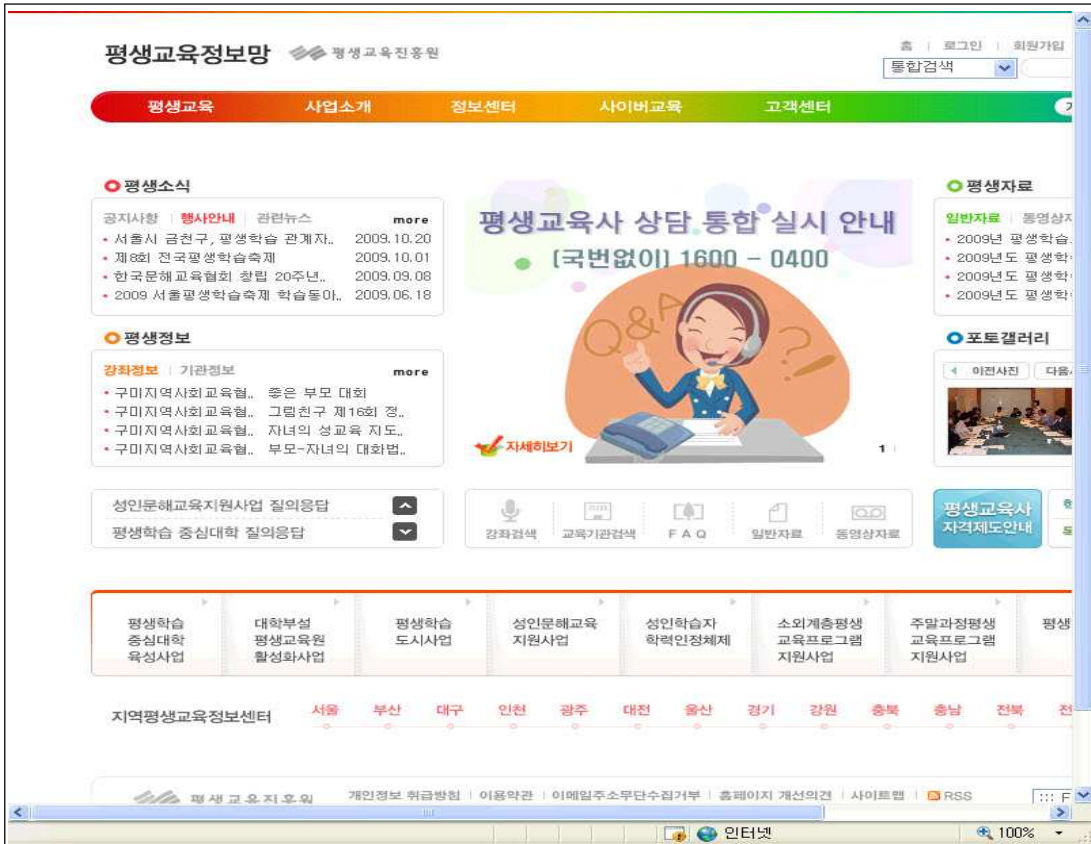 평생교육정보망 평생교육진흥원
홈 | 로그인 | 회원가입
통합검색
평생교육 사업소개 정보센터 사이버교육 고객센터
평생소식
공지사항 | 행사안내 | 관련뉴스 more
• 서울시 금천구, 평생학습 관계자.. 2009.10.20
• 제8회 전국평생학습축제 2009.10.01
• 한국문해교육협회 창립 20주년.. 2009.09.08
• 2009 서울평생학습축제 학습동아.. 2009.06.18
평생정보
강좌정보 | 기관정보 more
• 구미지역사회교육협.. 좋은 부모 대회
• 구미지역사회교육협.. 그림친구 제16회 정..
• 구미지역사회교육협.. 자녀의 성교육 지도..
• 구미지역사회교육협.. 부모-자녀의 대화법..
평생교육사 상담 통합 실시 안내
(국번없이) 1600 - 0400
Q&A
?!
자세히보기
1
평생자료
일반자료 | 동영상자
• 2009년 평생학습
• 2009년도 평생학
• 2009년도 평생학
• 2009년도 평생학
포토갤러리
이전사진 다음
성인문해교육지원사업 질의응답
평생학습 중심대학 질의응답
강좌검색 교육기관검색 FAQ 일반자료 동영상자료
평생교육사
자격제도안내
평생학습
중심대학
육성사업
대학부설
평생교육원
활성화사업
평생학습
도시사업
성인문해교육
지원사업
성인학습자
학력인정체제
소외계층평생
교육프로그램
지원사업
주말과정평생
교육프로그램
지원사업
평생
지역평생교육정보센터 서울 부산 대구 인천 광주 대전 울산 경기 강원 충북 충남 전북 전
평생교육진흥원 개인정보 취급방침 | 이용약관 | 이메일주소무단수집거부 | 홈페이지 개선의견 | 사이트맵 | RSS
인터넷 100%